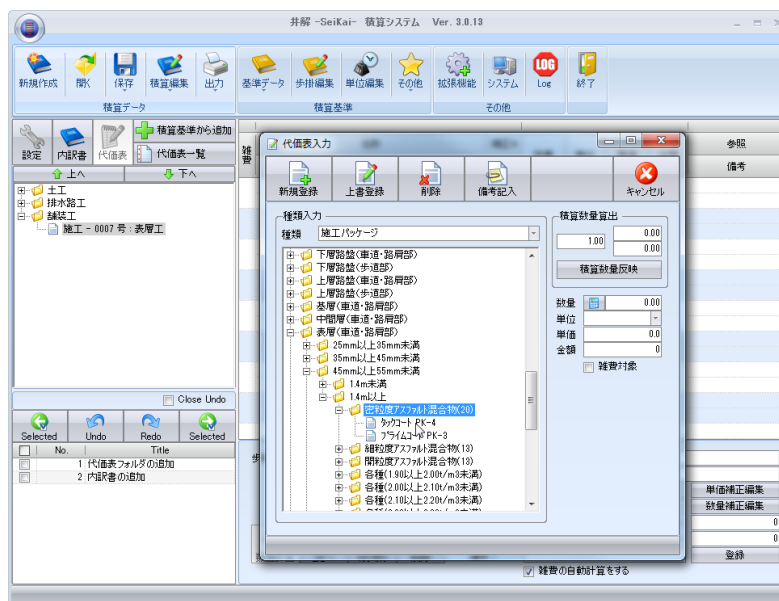 井解 -SeiKai- 積算システム Ver. 3.0.13
新規作成 開く 保存 積算編集 出力 基準データ 歩掛編集 単位編集 その他 拡張機能 システム LOG Log 終了
積算データ 積算基準 その他
設定 内訳書 代価表 積算基準から追加
代価表一覧
上へ 下へ
土工
排水路工
舗装工
施工 - 0007 号：表層工
雑費
参照
備考
代価表入力
新規登録 上書登録 削除 備考記入 キャンセル
種類入力
種類 施工パッケージ
下層路盤(車道・路肩部)
下層路盤(歩道部)
上層路盤(車道・路肩部)
上層路盤(歩道部)
基層(車道・路肩部)
中間層(車道・路肩部)
表層(車道・路肩部)
25mm以上35mm未満
35mm以上45mm未満
45mm以上55mm未満
1.4m未満
1.4m以上
密粒度アスファルト混合物(20)
タックコート PK-4
プライムコート PK-3
細粒度アスファルト混合物(13)
開粒度アスファルト混合物(13)
各種(1.90以上2.00t/m3未満)
各種(2.00以上2.10t/m3未満)
各種(2.10以上2.20t/m3未満)
積算数量算出
1.00 0.00
0.00
積算数量反映
数量 0.00
単位
単価 0.0
金額 0
雑費対象
Close Undo
Selected Undo Redo Selected
No. Title
1 代価表フォルダの追加
2 内訳書の追加
歩
単価補正編集
数量補正編集
0
0
登録
雑費の自動計算をする